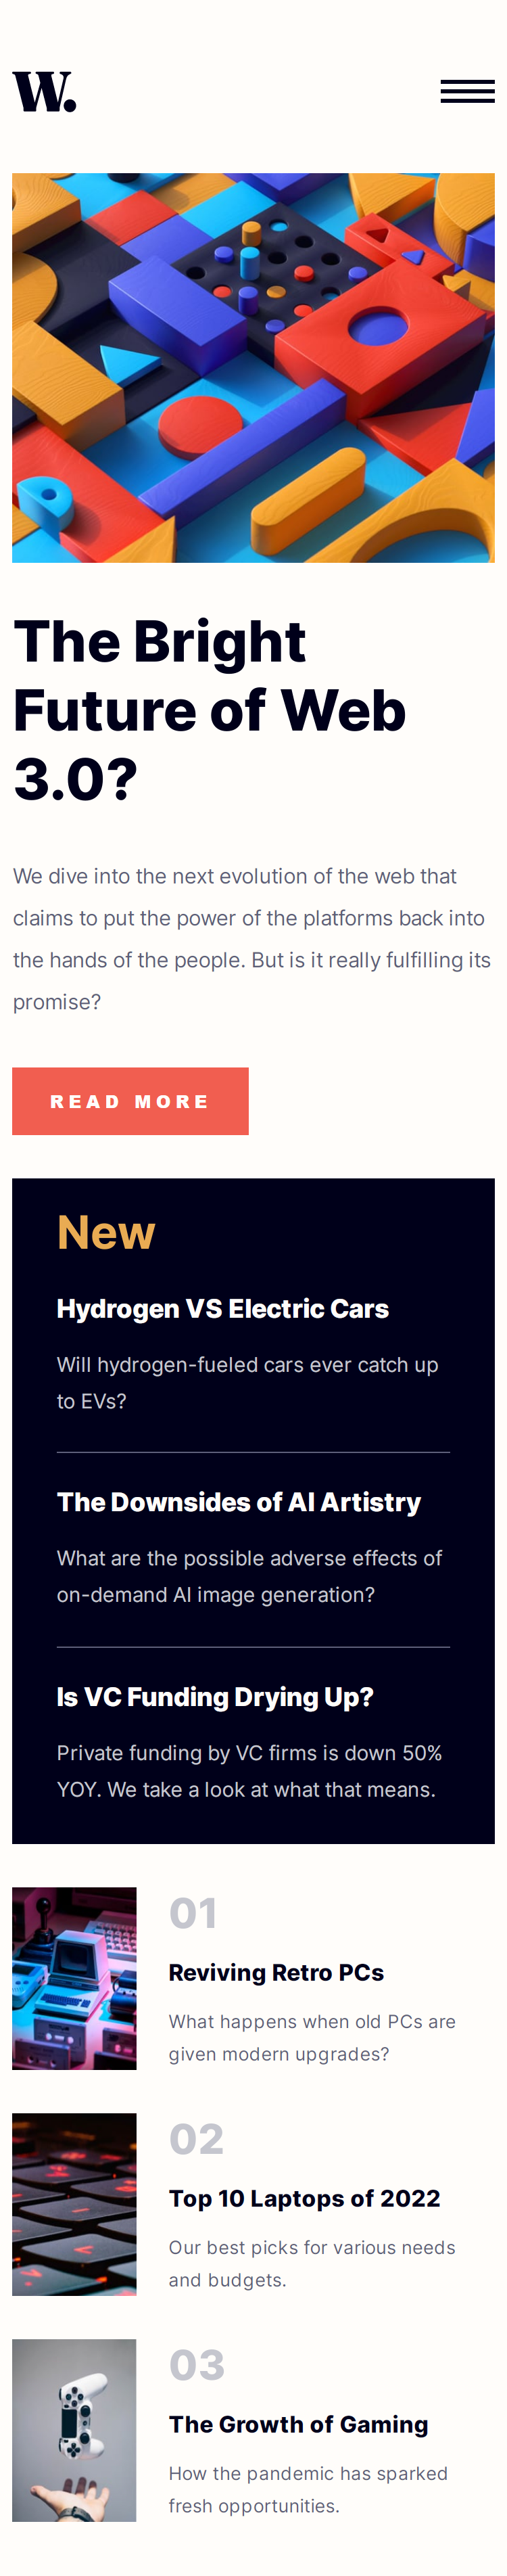 W.
The Bright
Future of Web
3.0?
We dive into the next evolution of the web that
claims to put the power of the platforms back into
the hands of the people. But is it really fulfilling its
promise?
READ MORE
New
Hydrogen VS Electric Cars
Will hydrogen-fueled cars ever catch up
to EVs?
The Downsides of AI Artistry
What are the possible adverse effects of
on-demand AI image generation?
Is VC Funding Drying Up?
Private funding by VC firms is down 50%
YOY. We take a look at what that means.
01
Reviving Retro PCs
What happens when old PCs are
given modern upgrades?
02
Top 10 Laptops of 2022
Our best picks for various needs
and budgets.
03
The Growth of Gaming
How the pandemic has sparked
fresh opportunities.